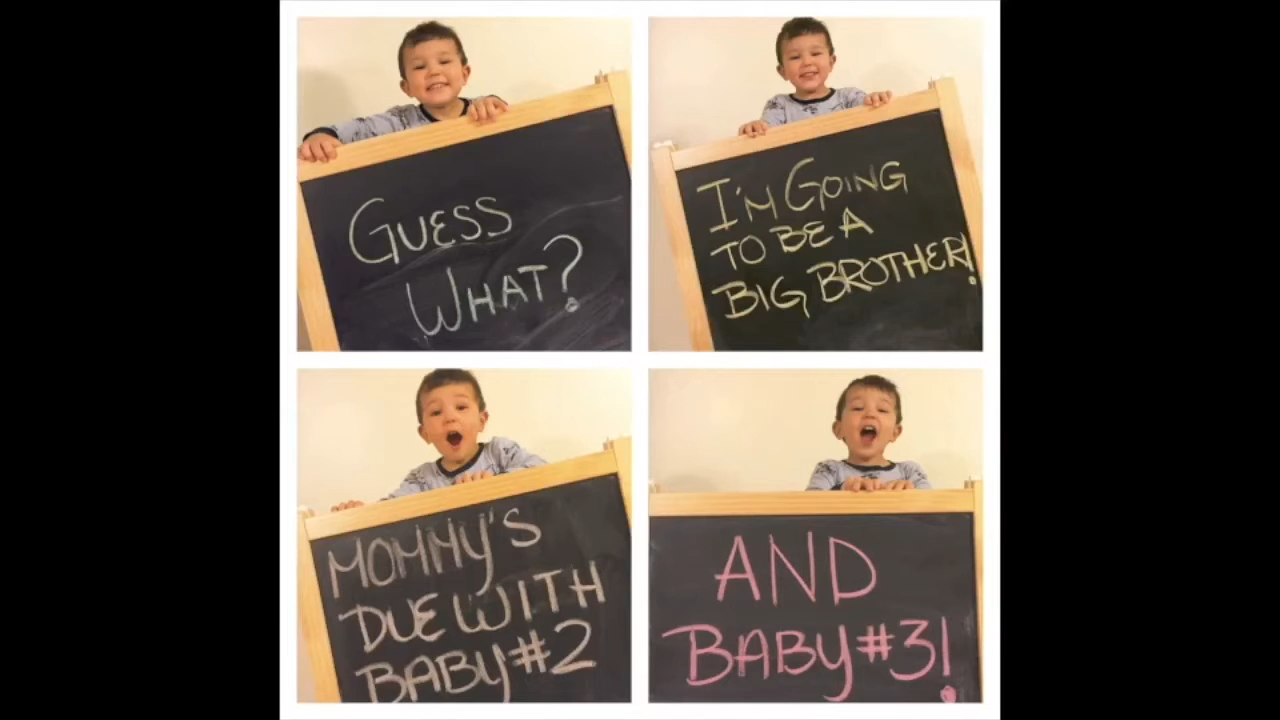 GUESS
WHAT?
I'M GOING
TO BE A
BIG BROTHER!
MOMMY'S
DUE WITH
BABY #2
AND
BABY #3!